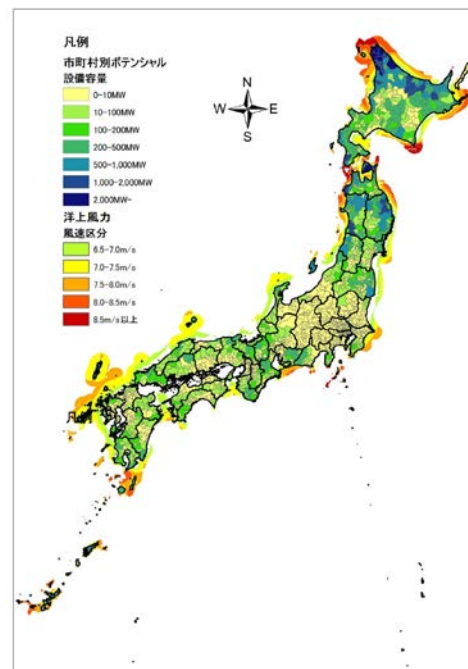 凡例
市町村別ポテンシャル
設備容量
0-10MW
10-100MW
100-200MW
200-500MW
500-1,000MW
1,000-2,000MW
2,000MW-
洋上風力
風速区分
6.5-7.0m/s
7.0-7.5m/s
7.5-8.0m/s
8.0-8.5m/s
8.5m/s以上
N
W E
S